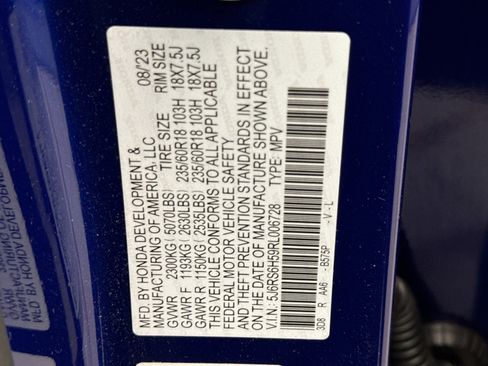 MFD. BY HONDA DEVELOPMENT & 08/23
MANUFACTURING OF AMERICA, LLC
TIRE SIZE RIM SIZE
GVWR 2300KG ( 5070LBS)
GAWR F 1193KG ( 2630LBS) 235/60R18 103H 18X7.5J
GAWR R 1150KG ( 2535LBS) 235/60R18 103H 18X7.5J
THIS VEHICLE CONFORMS TO ALL APPLICABLE
FEDERAL MOTOR VEHICLE SAFETY
AND THEFT PREVENTION STANDARDS IN EFFECT
ON THE DATE OF MANUFACTURE SHOWN ABOVE.
V.I.N: 5J6RS6H59RL006728 TYPE: MPV
3D8 R AA6 - B575P - V - L